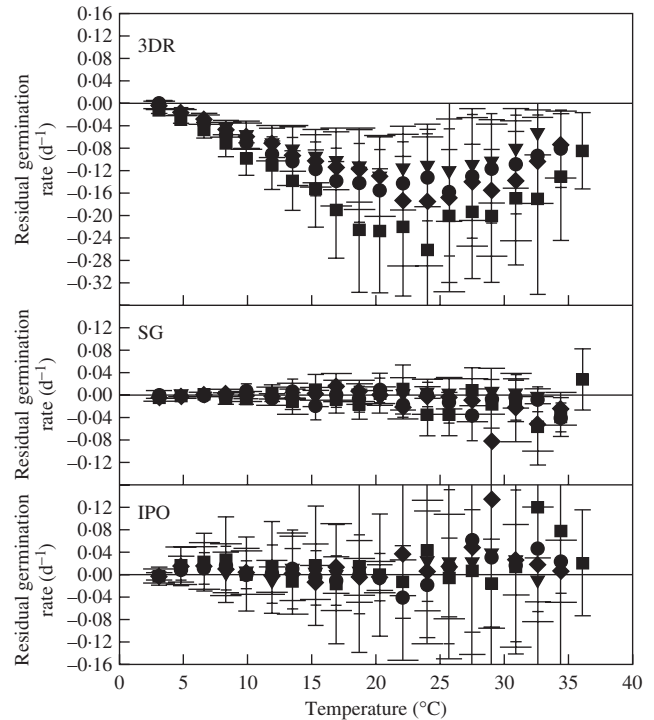 0·16
0·12
0·08
0·04
0·00
−0·04
−0·08
−0·12
−0·16
−0·20
−0·24
−0·28
−0·32
3DR
Residual germination
rate (d⁻¹)
0·12
0·08
0·04
0·00
−0·04
−0·08
−0·12
SG
Residual germination
rate (d⁻¹)
0·12
0·08
0·04
0·00
−0·04
−0·08
−0·12
−0·16
IPO
Residual germination
rate (d⁻¹)
0 5 10 15 20 25 30 35 40
Temperature (°C)